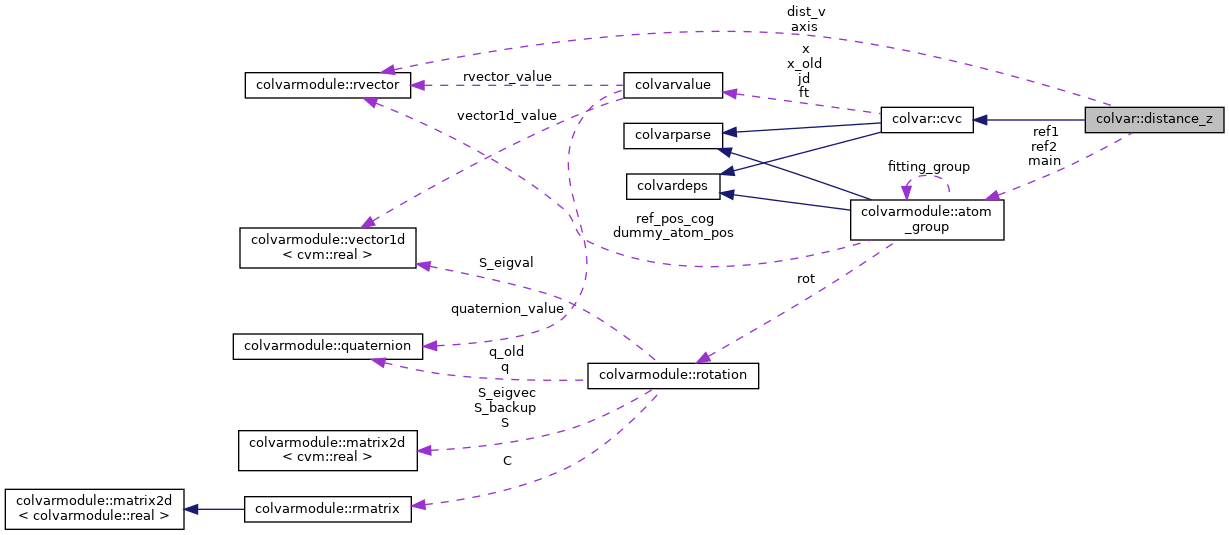 dist_v
axis
x
x_old
jd
ft
rvector_value
colvarmodule::rvector
colvarvalue
vector1d_value
colvar::cvc
colvar::distance_z
colvarparse
ref1
ref2
main
fitting_group
colvardeps
colvarmodule::atom
_group
ref_pos_cog
dummy_atom_pos
colvarmodule::vector1d
< cvm::real >
S_eigval
rot
quaternion_value
colvarmodule::quaternion
q_old
q
colvarmodule::rotation
S_eigvec
S_backup
S
colvarmodule::matrix2d
< cvm::real >
C
colvarmodule::matrix2d
< colvarmodule::real >
colvarmodule::rmatrix